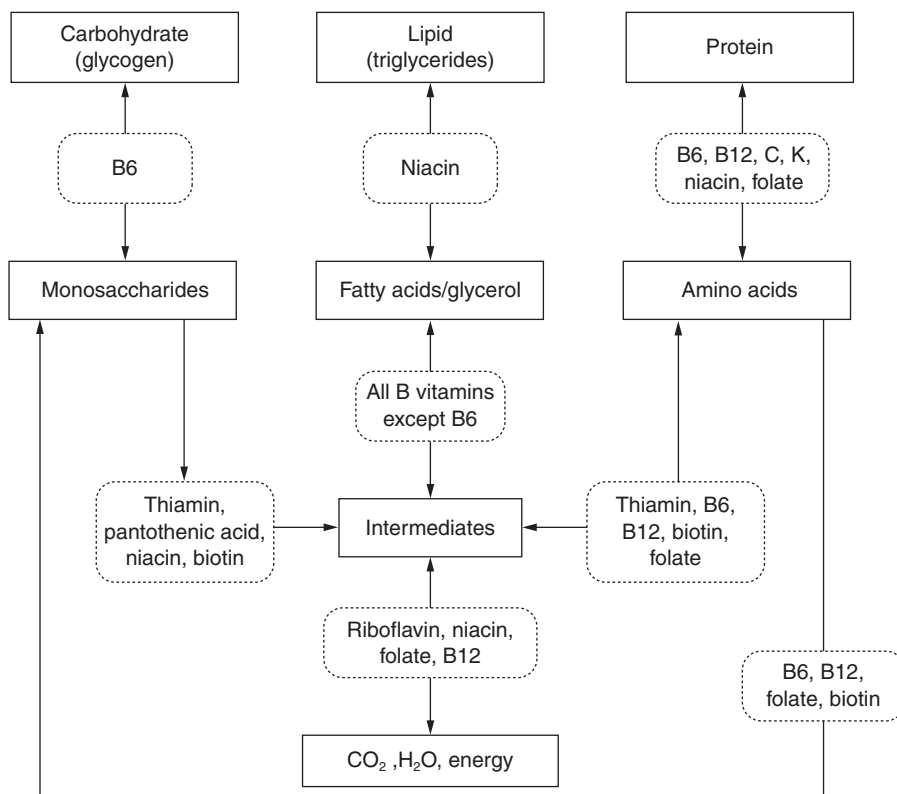 Carbohydrate
(glycogen)
Lipid
(triglycerides)
Protein
B6
Niacin
B6, B12, C, K,
niacin, folate
Monosaccharides
Fatty acids/glycerol
Amino acids
All B vitamins
except B6
Thiamin,
pantothenic acid,
niacin, biotin
Intermediates
Thiamin, B6,
B12, biotin,
folate
Riboflavin, niacin,
folate, B12
B6, B12,
folate, biotin
CO₂ ,H₂O, energy